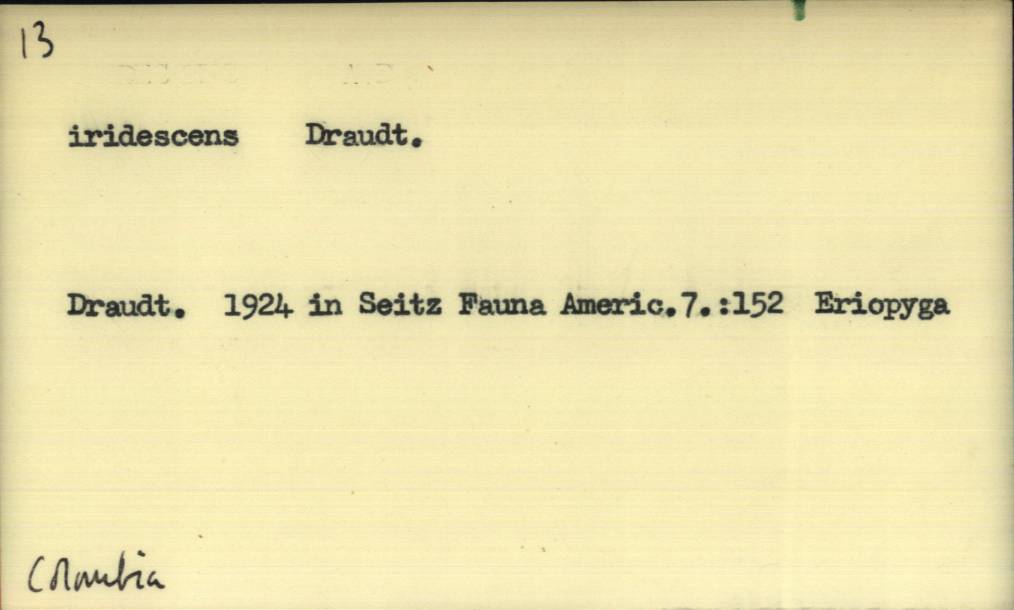 13
iridescens Draudt.
Draudt. 1924 in Seitz Fauna Americ.7.:152 Eriopyga
Colombia